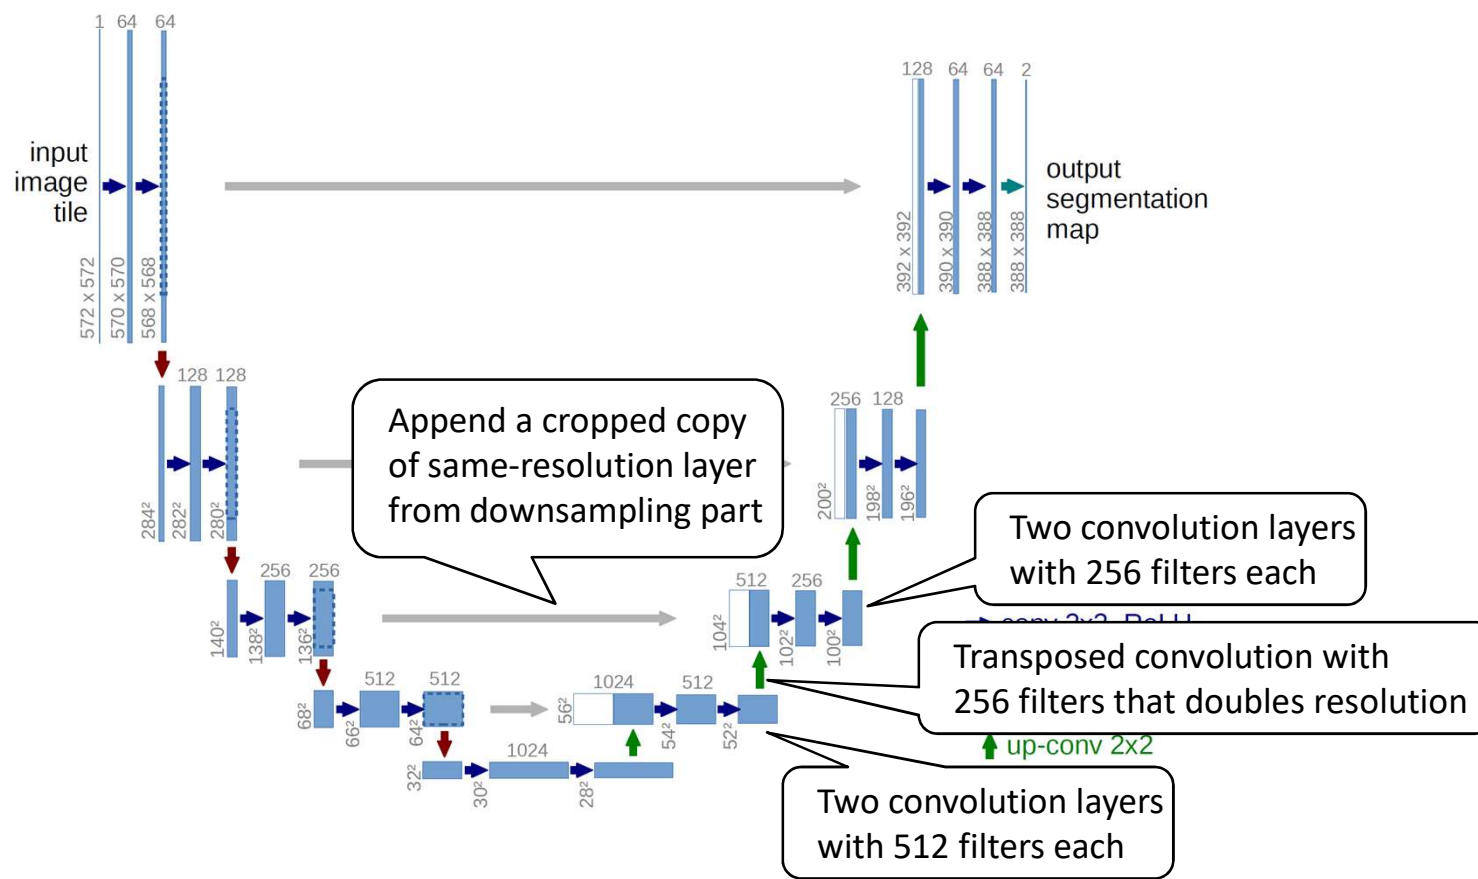 1 64 64
input
image
tile
572 x 572
570 x 570
568 x 568
128 64 64 2
392 x 392
390 x 390
388 x 388
388 x 388
output
segmentation
map
128 128
284²
282²
280²
Append a cropped copy
of same-resolution layer
from downsampling part
256 128
200²
198²
196²
Two convolution layers
with 256 filters each
256 256
140²
138²
136²
512 256
104²
102²
100²
Transposed convolution with
256 filters that doubles resolution
512 512
68²
66²
64²
1024 512
56²
54²
52²
up-conv 2x2
1024
32²
30²
28²
Two convolution layers
with 512 filters each